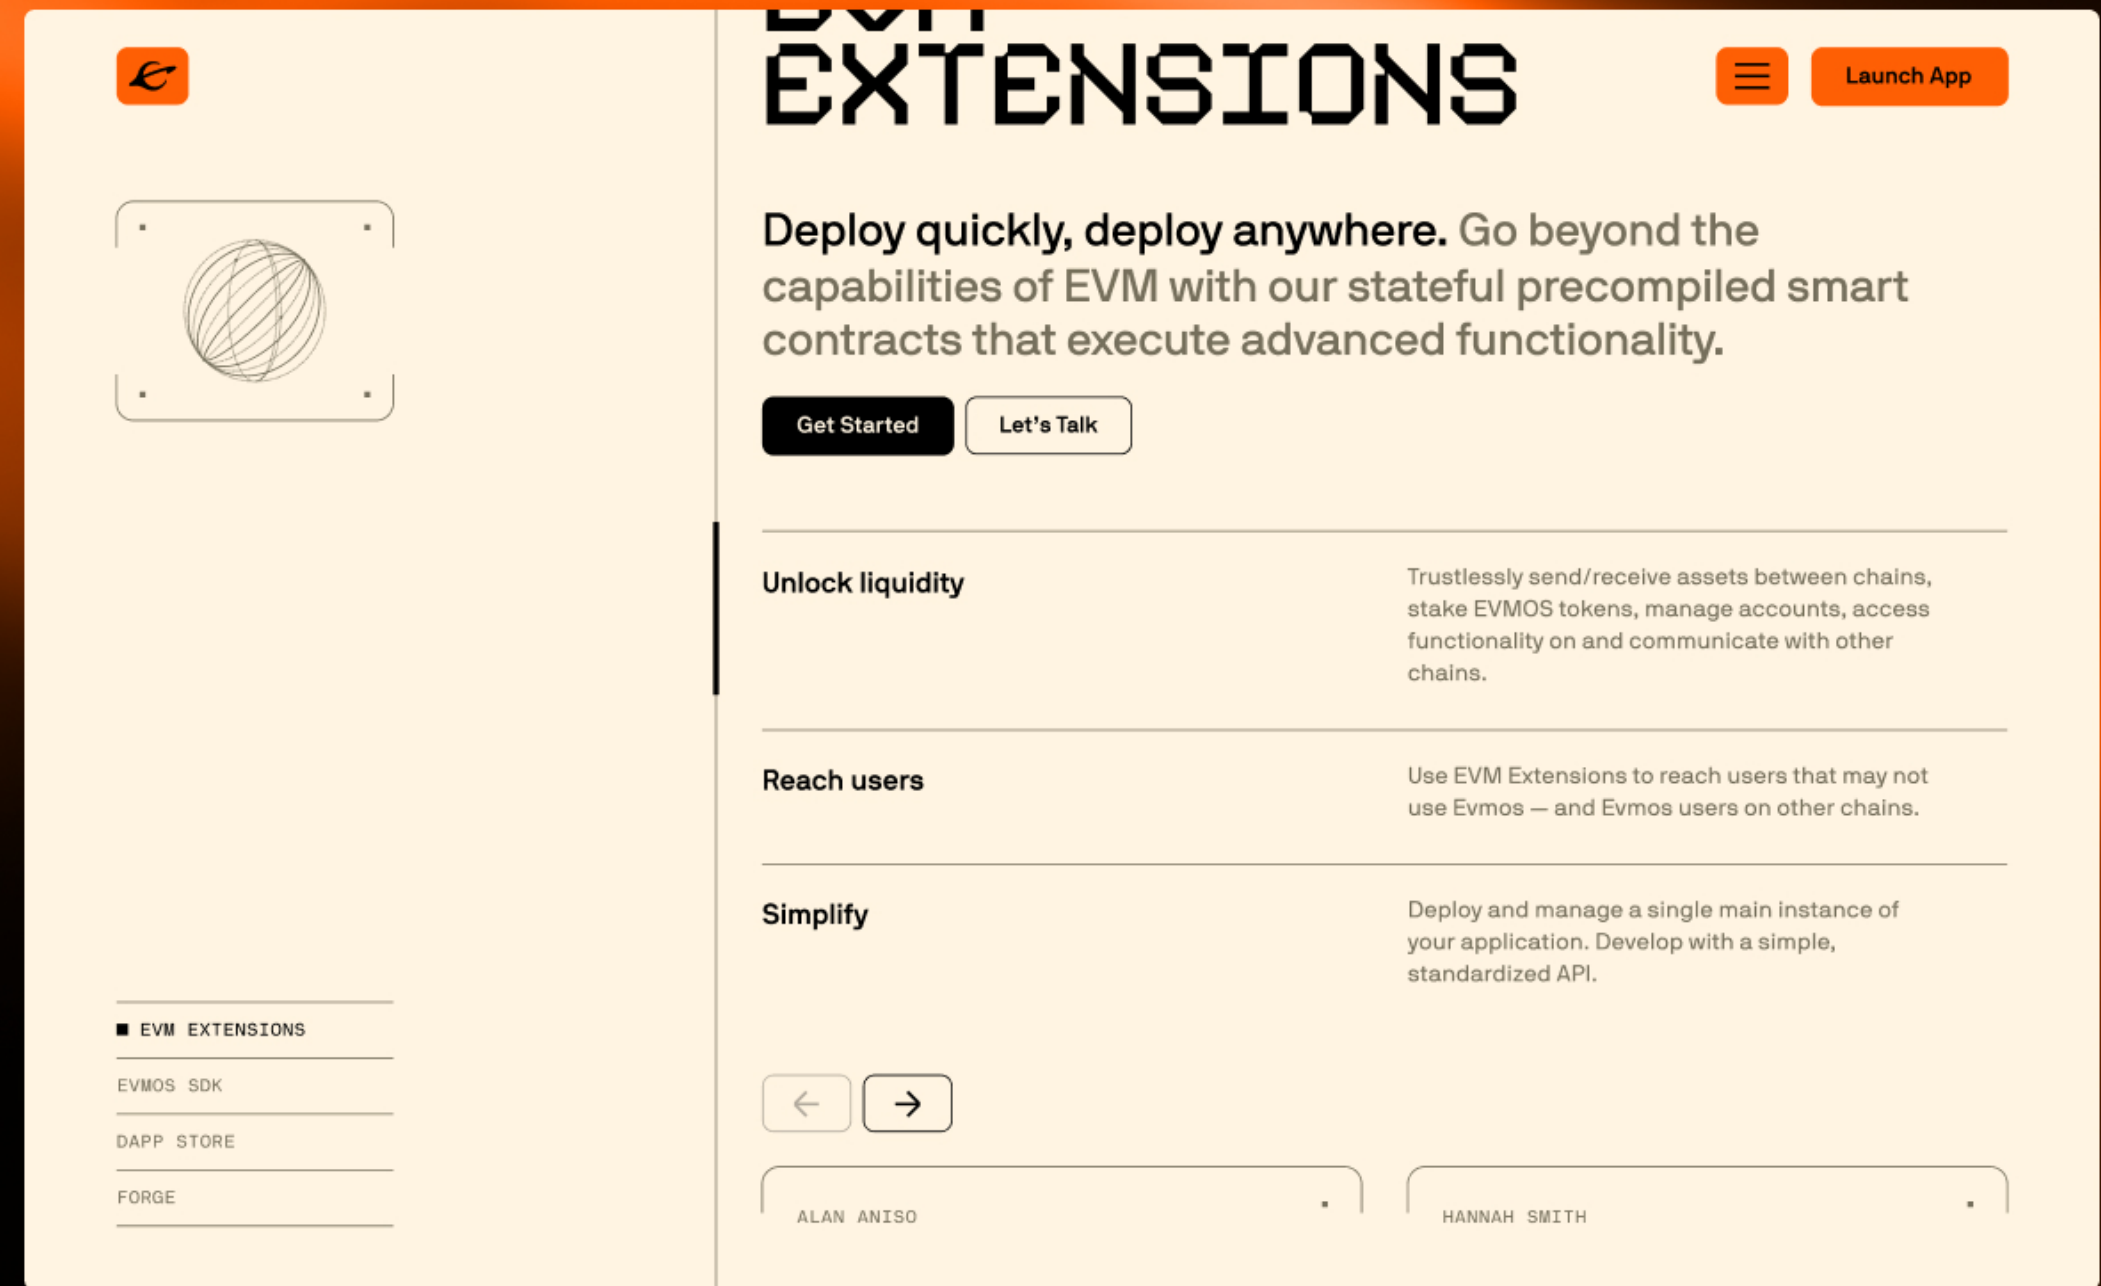 EVM
EXTENSIONS
Launch App
Deploy quickly, deploy anywhere. Go beyond the
capabilities of EVM with our stateful precompiled smart
contracts that execute advanced functionality.
Get Started
Let's Talk
Unlock liquidity
Trustlessly send/receive assets between chains,
stake EVMOS tokens, manage accounts, access
functionality on and communicate with other
chains.
Reach users
Use EVM Extensions to reach users that may not
use Evmos — and Evmos users on other chains.
Simplify
Deploy and manage a single main instance of
your application. Develop with a simple,
standardized API.
EVM EXTENSIONS
EVMOS SDK
DAPP STORE
FORGE
ALAN ANISO
HANNAH SMITH